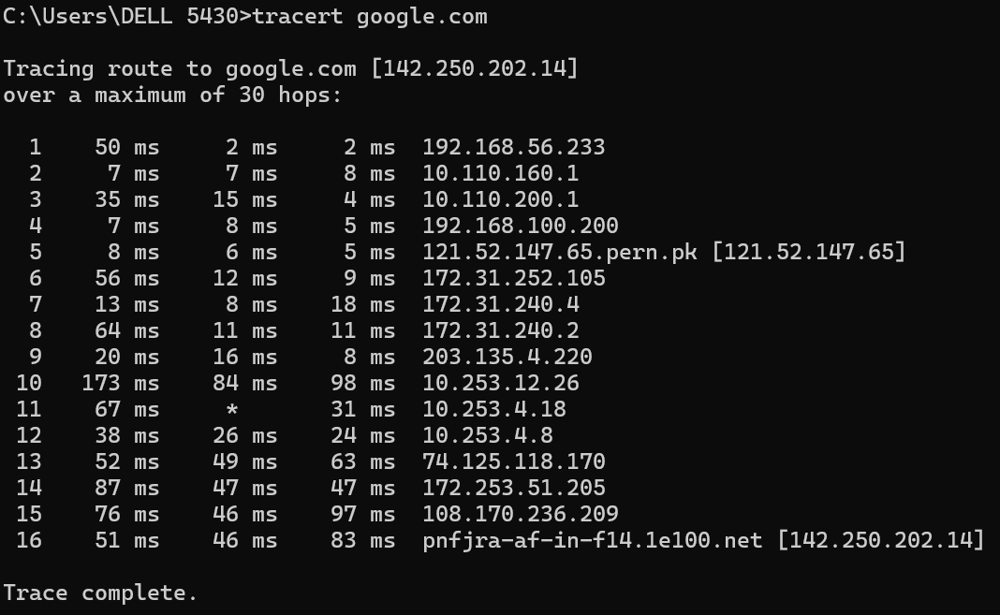 C:\Users\DELL 5430>tracert google.com
Tracing route to google.com [142.250.202.14]
over a maximum of 30 hops:
1 50 ms 2 ms 2 ms 192.168.56.233
2 7 ms 7 ms 8 ms 10.110.160.1
3 35 ms 15 ms 4 ms 10.110.200.1
4 7 ms 8 ms 5 ms 192.168.100.200
5 8 ms 6 ms 5 ms 121.52.147.65.pern.pk [121.52.147.65]
6 56 ms 12 ms 9 ms 172.31.252.105
7 13 ms 8 ms 18 ms 172.31.240.4
8 64 ms 11 ms 11 ms 172.31.240.2
9 20 ms 16 ms 8 ms 203.135.4.220
10 173 ms 84 ms 98 ms 10.253.12.26
11 67 ms * 31 ms 10.253.4.18
12 38 ms 26 ms 24 ms 10.253.4.8
13 52 ms 49 ms 63 ms 74.125.118.170
14 87 ms 47 ms 47 ms 172.253.51.205
15 76 ms 46 ms 97 ms 108.170.236.209
16 51 ms 46 ms 83 ms pnfjra-af-in-f14.1e100.net [142.250.202.14]
Trace complete.